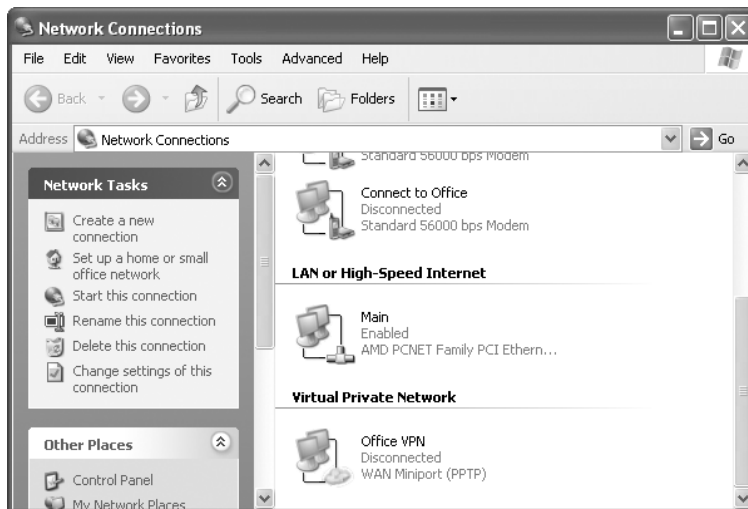 Network Connections
File Edit View Favorites Tools Advanced Help
Back Search Folders
Address Network Connections Go
Network Tasks
Create a new
connection
Set up a home or small
office network
Start this connection
Rename this connection
Delete this connection
Change settings of this
connection
Other Places
Control Panel
My Network Places
Standard 56000 bps Modem
Connect to Office
Disconnected
Standard 56000 bps Modem
LAN or High-Speed Internet
Main
Enabled
AMD PCNET Family PCI Ethern...
Virtual Private Network
Office VPN
Disconnected
WAN Miniport (PPTP)